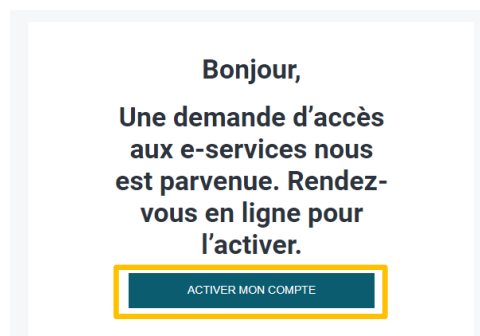 Bonjour,
Une demande d’accès
aux e-services nous
est parvenue. Rendez-
vous en ligne pour
l’activer.
ACTIVER MON COMPTE